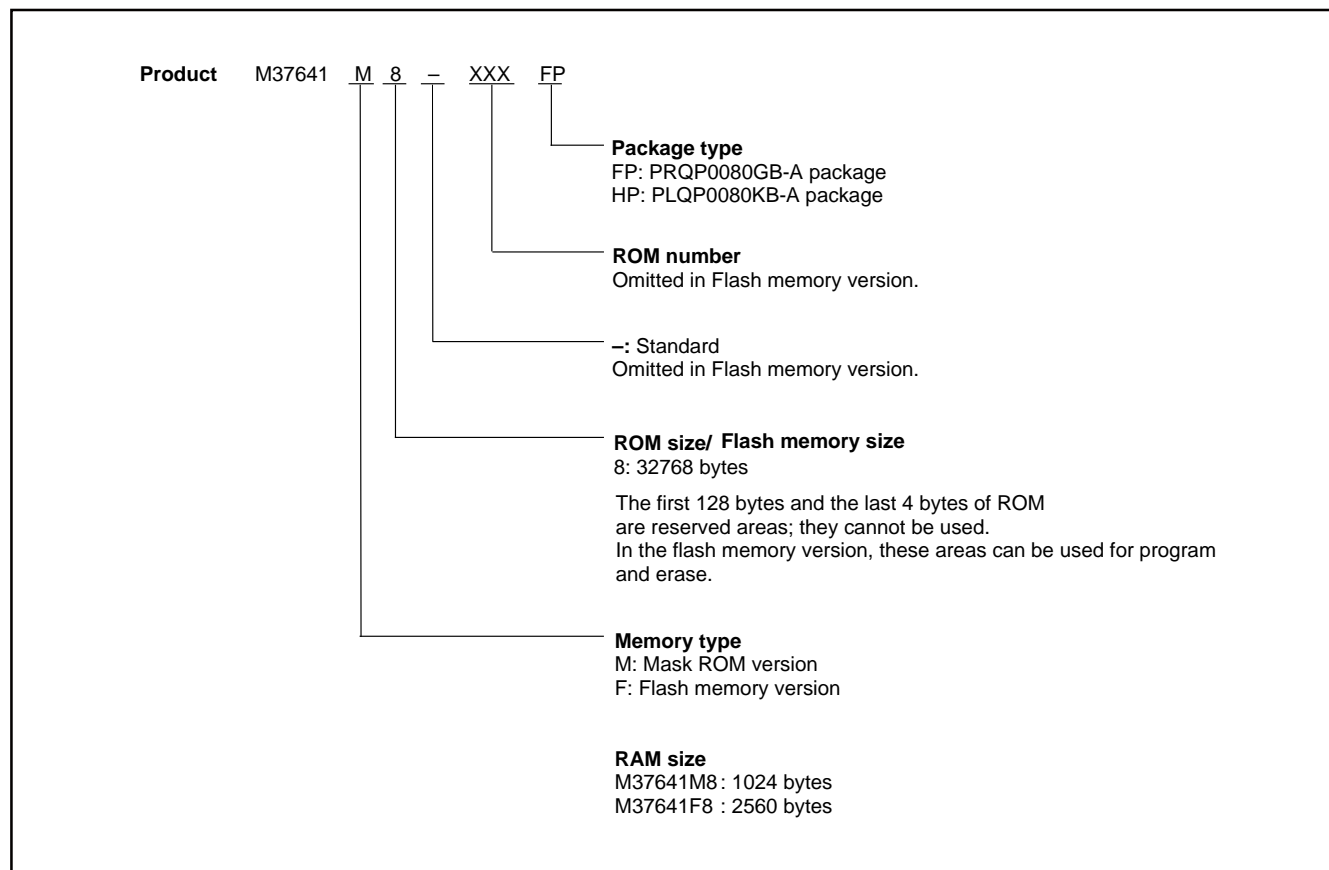 Product M37641 M 8 – XXX FP
Package type
FP: PRQP0080GB-A package
HP: PLQP0080KB-A package
ROM number
Omitted in Flash memory version.
–: Standard
Omitted in Flash memory version.
ROM size/ Flash memory size
8: 32768 bytes
The first 128 bytes and the last 4 bytes of ROM
are reserved areas; they cannot be used.
In the flash memory version, these areas can be used for program
and erase.
Memory type
M: Mask ROM version
F: Flash memory version
RAM size
M37641M8 : 1024 bytes
M37641F8 : 2560 bytes